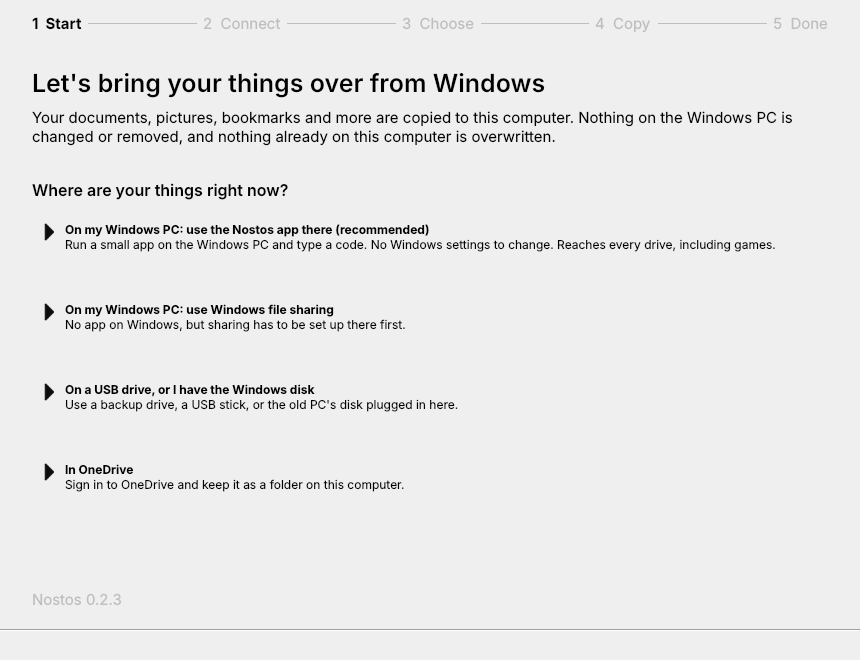 1 Start 2 Connect 3 Choose 4 Copy 5 Done
Let's bring your things over from Windows
Your documents, pictures, bookmarks and more are copied to this computer. Nothing on the Windows PC is
changed or removed, and nothing already on this computer is overwritten.
Where are your things right now?
On my Windows PC: use the Nostos app there (recommended)
Run a small app on the Windows PC and type a code. No Windows settings to change. Reaches every drive, including games.
On my Windows PC: use Windows file sharing
No app on Windows, but sharing has to be set up there first.
On a USB drive, or I have the Windows disk
Use a backup drive, a USB stick, or the old PC's disk plugged in here.
In OneDrive
Sign in to OneDrive and keep it as a folder on this computer.
Nostos 0.2.3